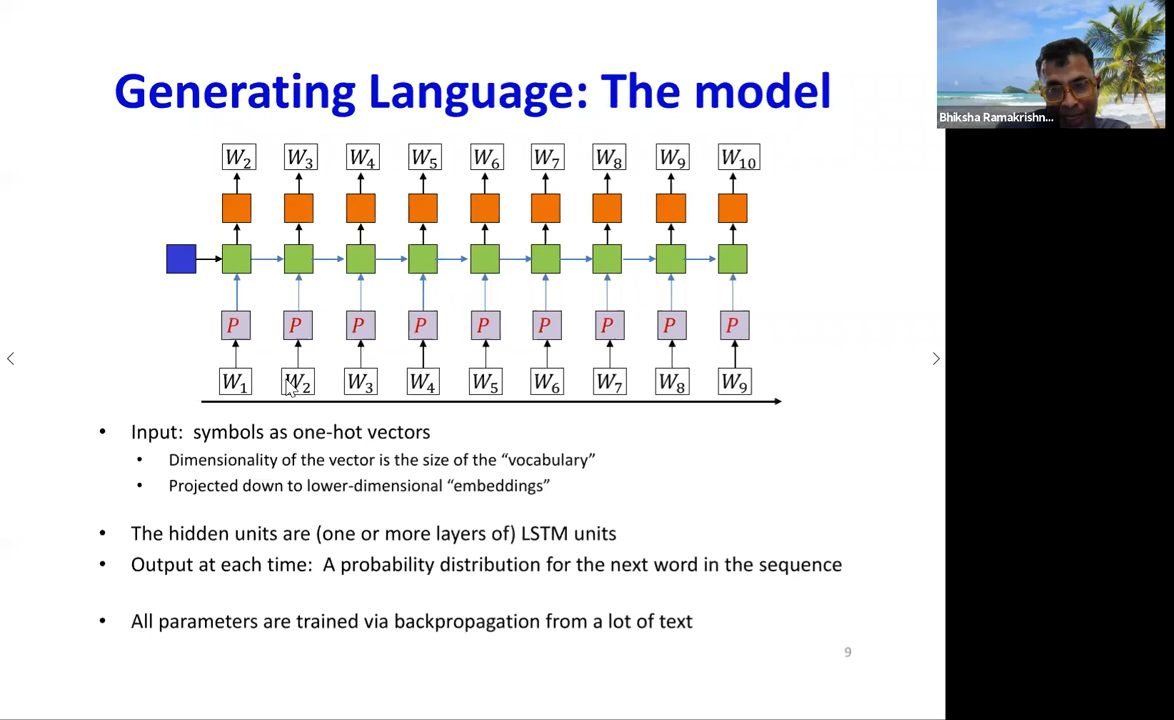 Generating Language: The model
Bhiksha Ramakrishn...
W2 W3 W4 W5 W6 W7 W8 W9 W10
P P P P P P P P P
W1 W2 W3 W4 W5 W6 W7 W8 W9
• Input: symbols as one-hot vectors
• Dimensionality of the vector is the size of the “vocabulary”
• Projected down to lower-dimensional “embeddings”
• The hidden units are (one or more layers of) LSTM units
• Output at each time: A probability distribution for the next word in the sequence
• All parameters are trained via backpropagation from a lot of text
9